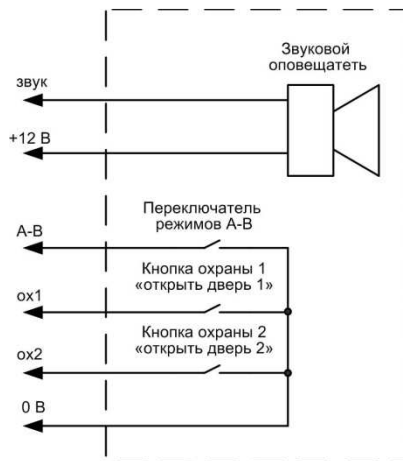 Звуковой
оповещатеть
звук
+12 В
Переключатель
режимов А-В
А-В
Кнопка охраны 1
«открыть дверь 1»
ох1
Кнопка охраны 2
«открыть дверь 2»
ох2
0 В